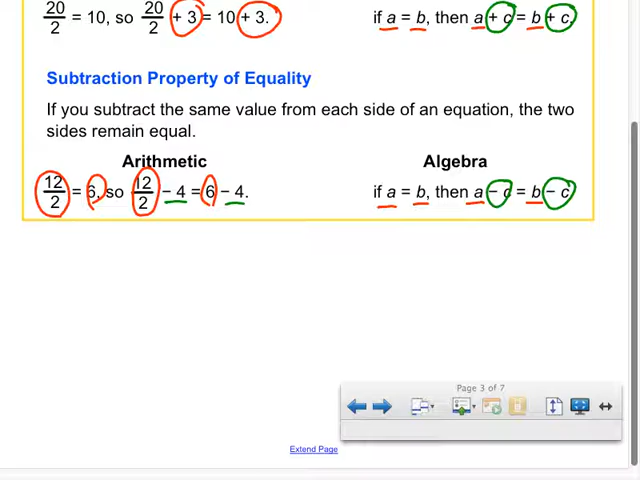 20/2 = 10, so 20/2 + 3 = 10 + 3. if a = b, then a + c = b + c.
Subtraction Property of Equality
If you subtract the same value from each side of an equation, the two
sides remain equal.
Arithmetic Algebra
12/2 = 6, so 12/2 − 4 = 6 − 4. if a = b, then a − c = b − c.
Page 3 of 7
Extend Page